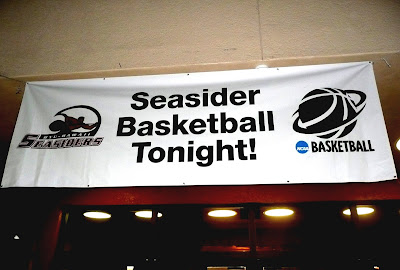 BYU-HAWAII
SEASIDERS
Seasider
Basketball
Tonight!
NCAA BASKETBALL